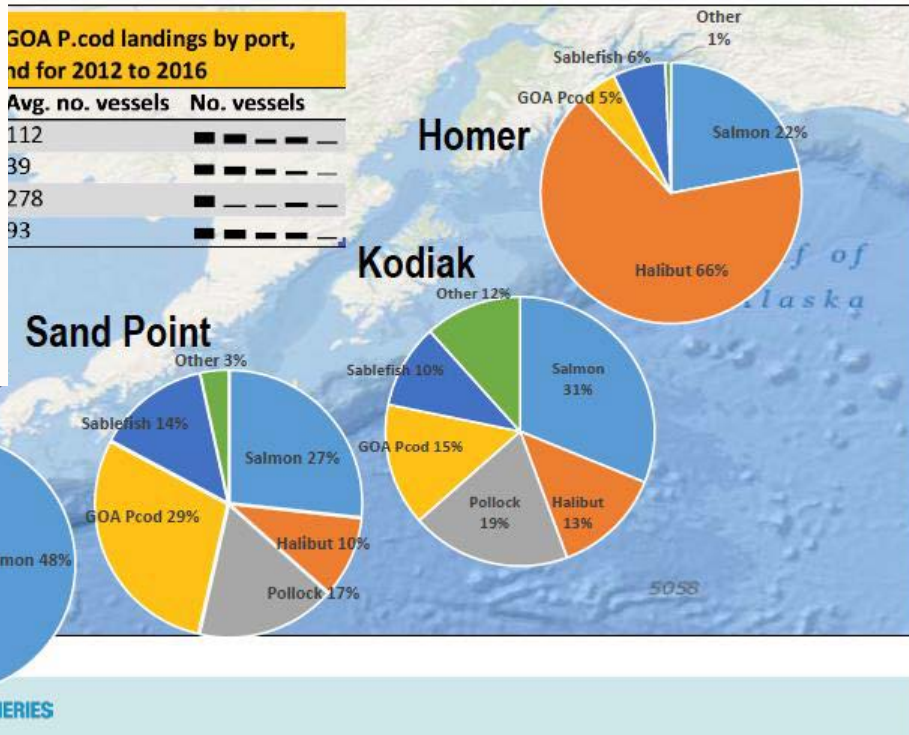 GOA P.cod landings by port,
nd for 2012 to 2016
Avg. no. vessels No. vessels
112
39
278
93
Homer
Other
1%
Sablefish 6%
GOA Pcod 5%
Salmon 22%
Halibut 66%
f of
laska
Kodiak
Other 12%
Sablefish 10%
Salmon
31%
GOA Pcod 15%
Pollock
19%
Halibut
13%
Sand Point
Other 3%
Sablefish 14%
Salmon 27%
GOA Pcod 29%
Halibut 10%
Pollock 17%
mon 48%
5058
HERIES